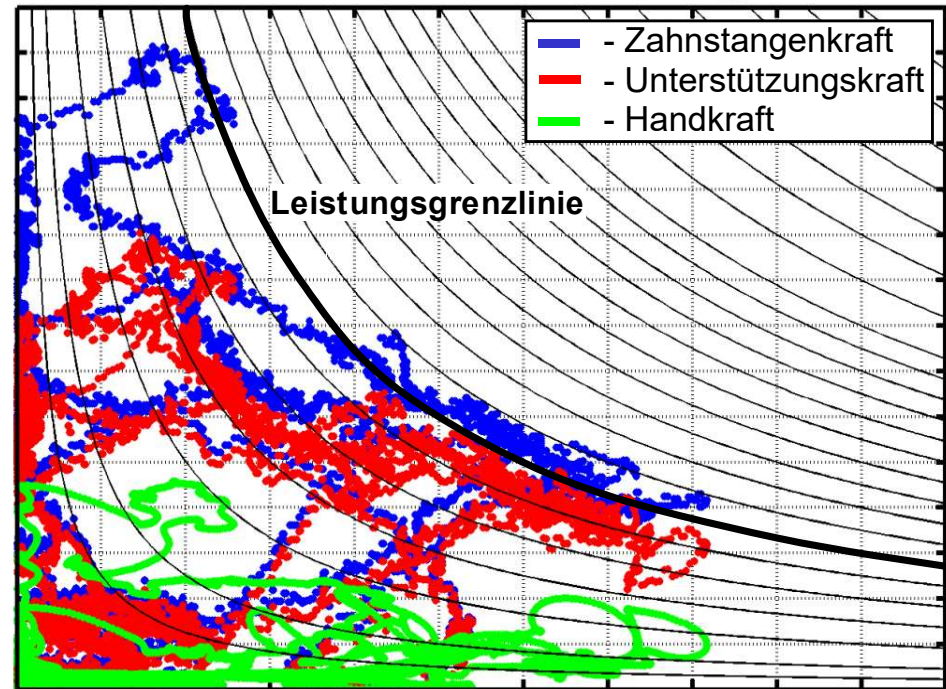 - Zahnstangenkraft
- Unterstützungskraft
- Handkraft
Leistungsgrenzlinie